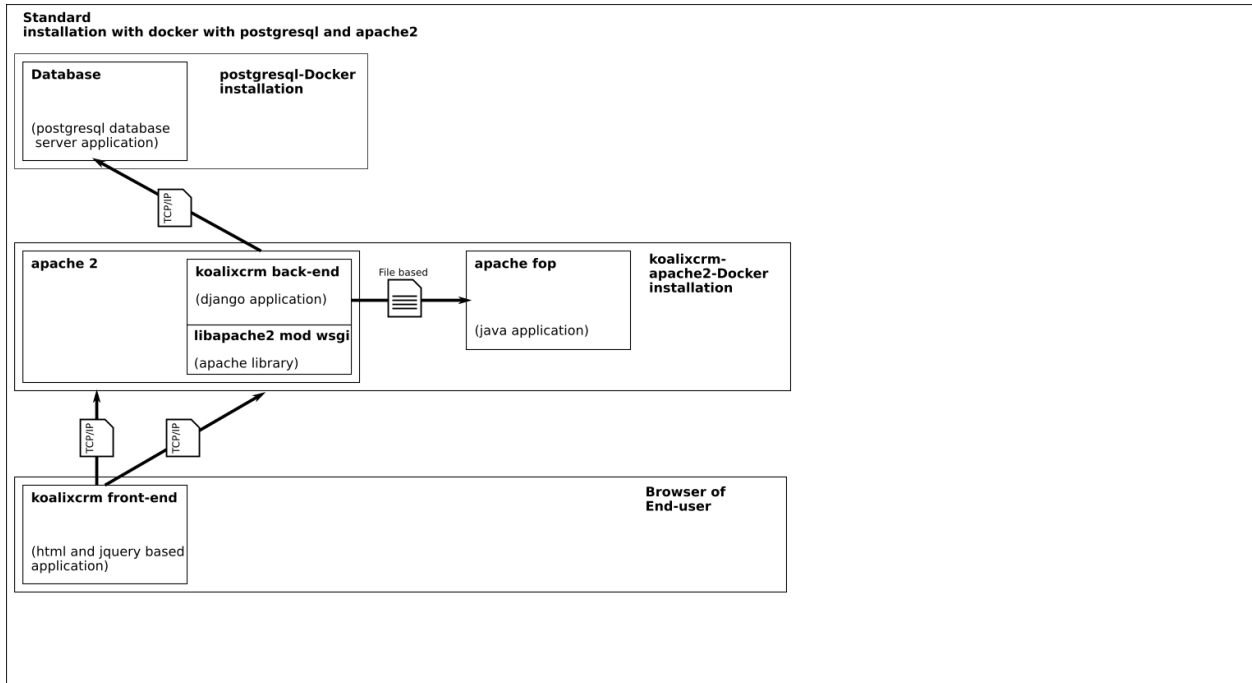 Standard
installation with docker with postgresql and apache2
Database
postgresql-Docker
installation
(postgresql database
server application)
TCP/IP
apache 2
koalixcrm back-end
(django application)
libapache2 mod wsgi
(apache library)
File based
apache fop
(java application)
koalixcrm-
apache2-Docker
installation
TCP/IP
TCP/IP
koalixcrm front-end
(html and jquery based
application)
Browser of
End-user